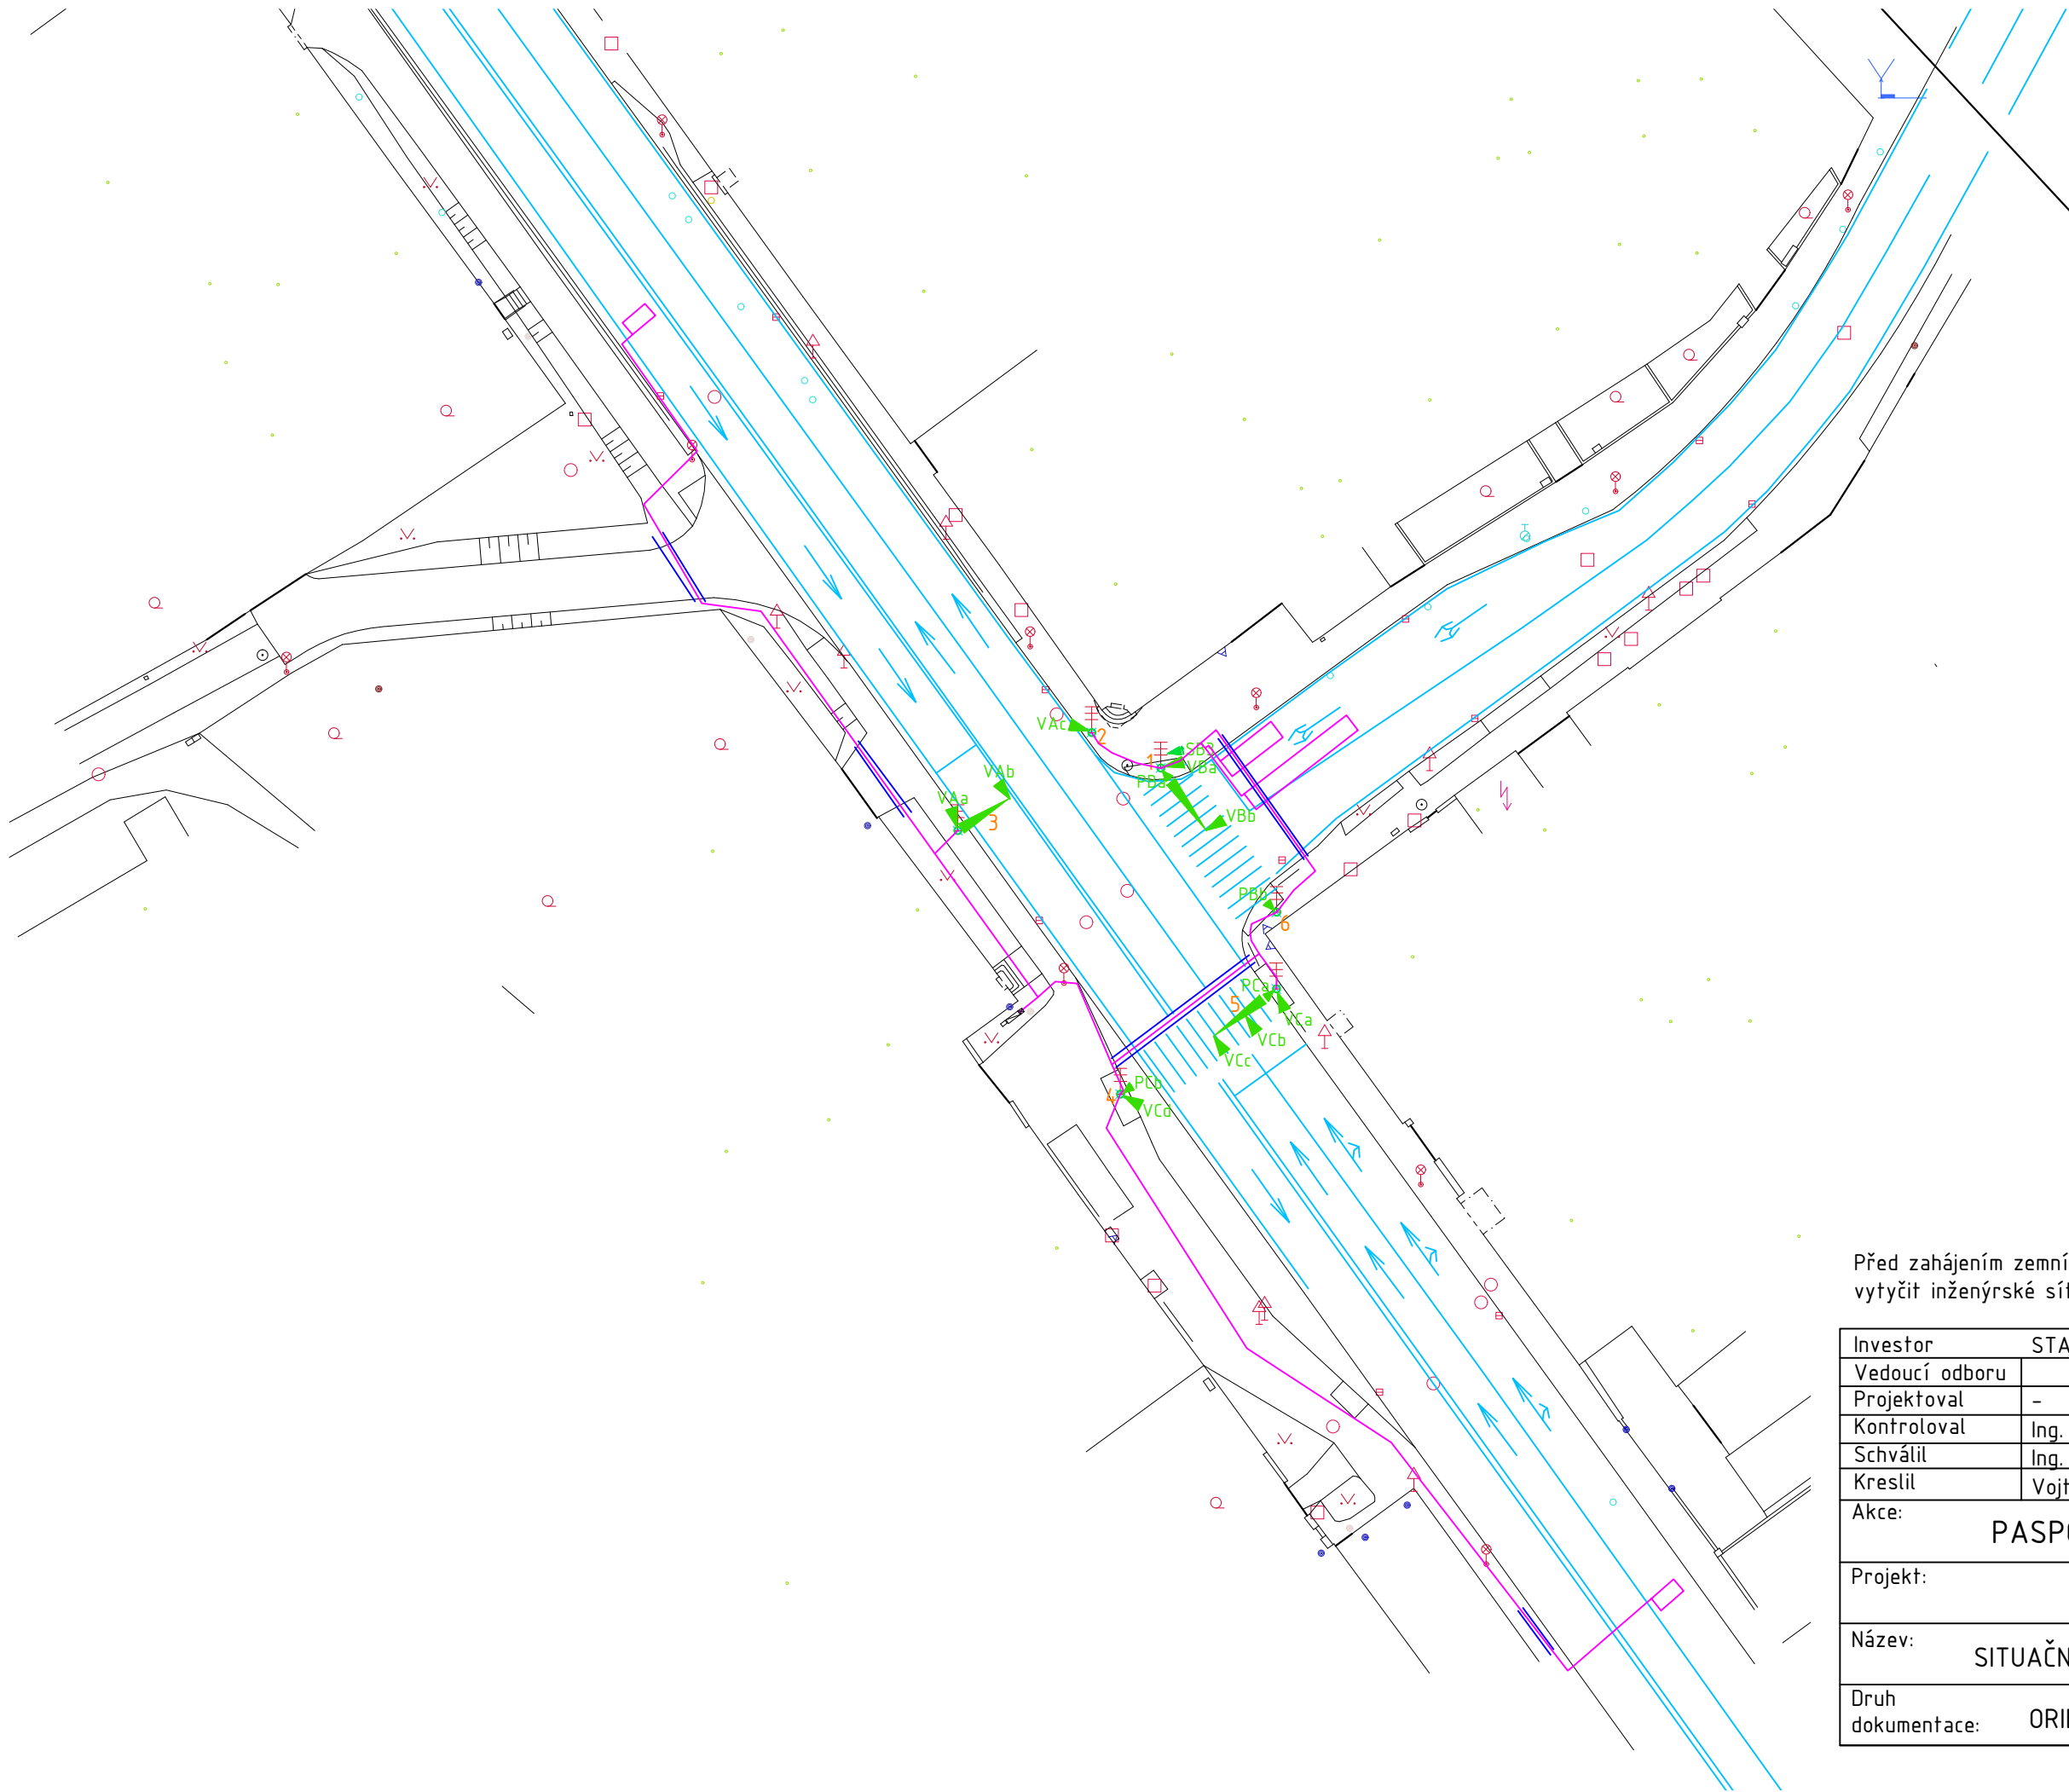 VAc
2
1
SB3
VBa
PBa
VAb
VAa
3
VBb
PBb
6
PCa
5
VCa
VCb
VCc
PCb
4
VCd
Před zahájením zemní
vytyčit inženýrské sít
Investor STA
Vedoucí odboru
Projektoval -
Kontroloval Ing.
Schválil Ing.
Kreslil Vojt
Akce:
PASPO
Projekt:
Název:
SITUAČN
Druh
dokumentace: ORI